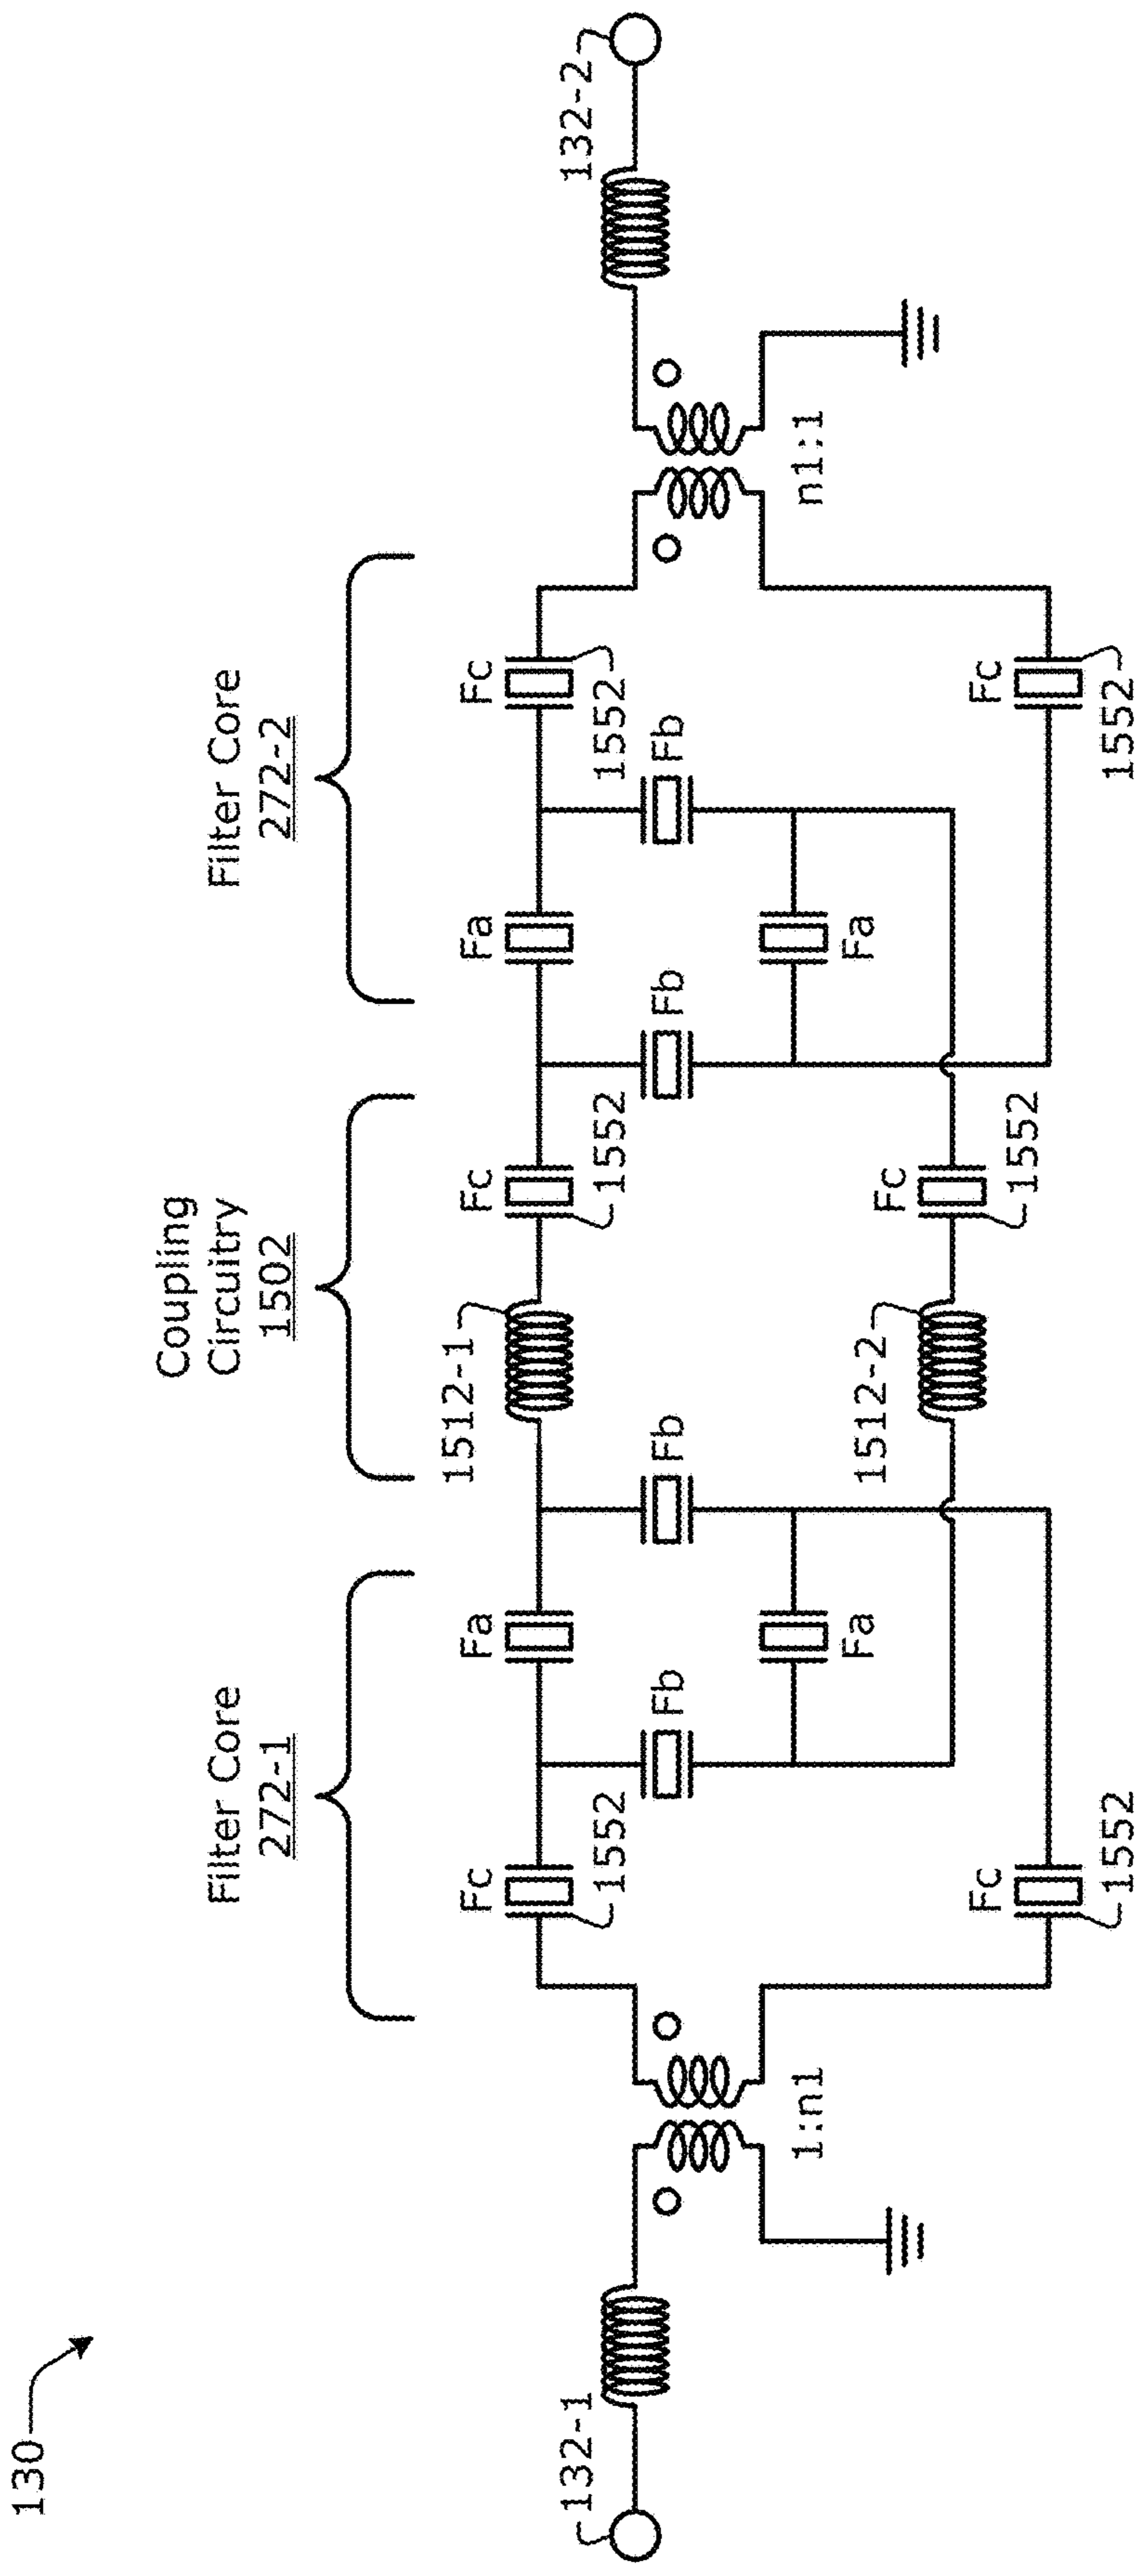 130
Filter Core
272-1
Coupling
Circuitry
1502
Filter Core
272-2
132-1
1:n1
Fc
1552
Fc
1552
Fa
Fb
Fa
Fb
1512-1
1512-2
Fc
1552
Fc
1552
Fb
Fa
Fa
Fb
Fc
1552
Fc
1552
n1:1
132-2